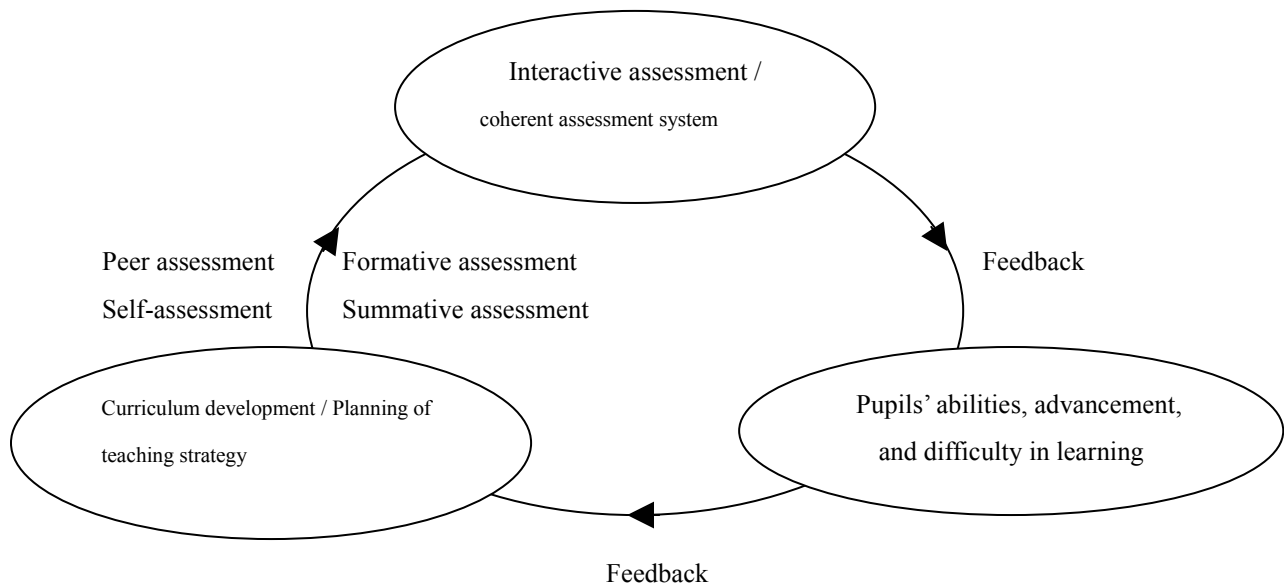 Interactive assessment /
coherent assessment system
Peer assessment
Self-assessment
Formative assessment
Summative assessment
Feedback
Curriculum development / Planning of
teaching strategy
Pupils’ abilities, advancement,
and difficulty in learning
Feedback